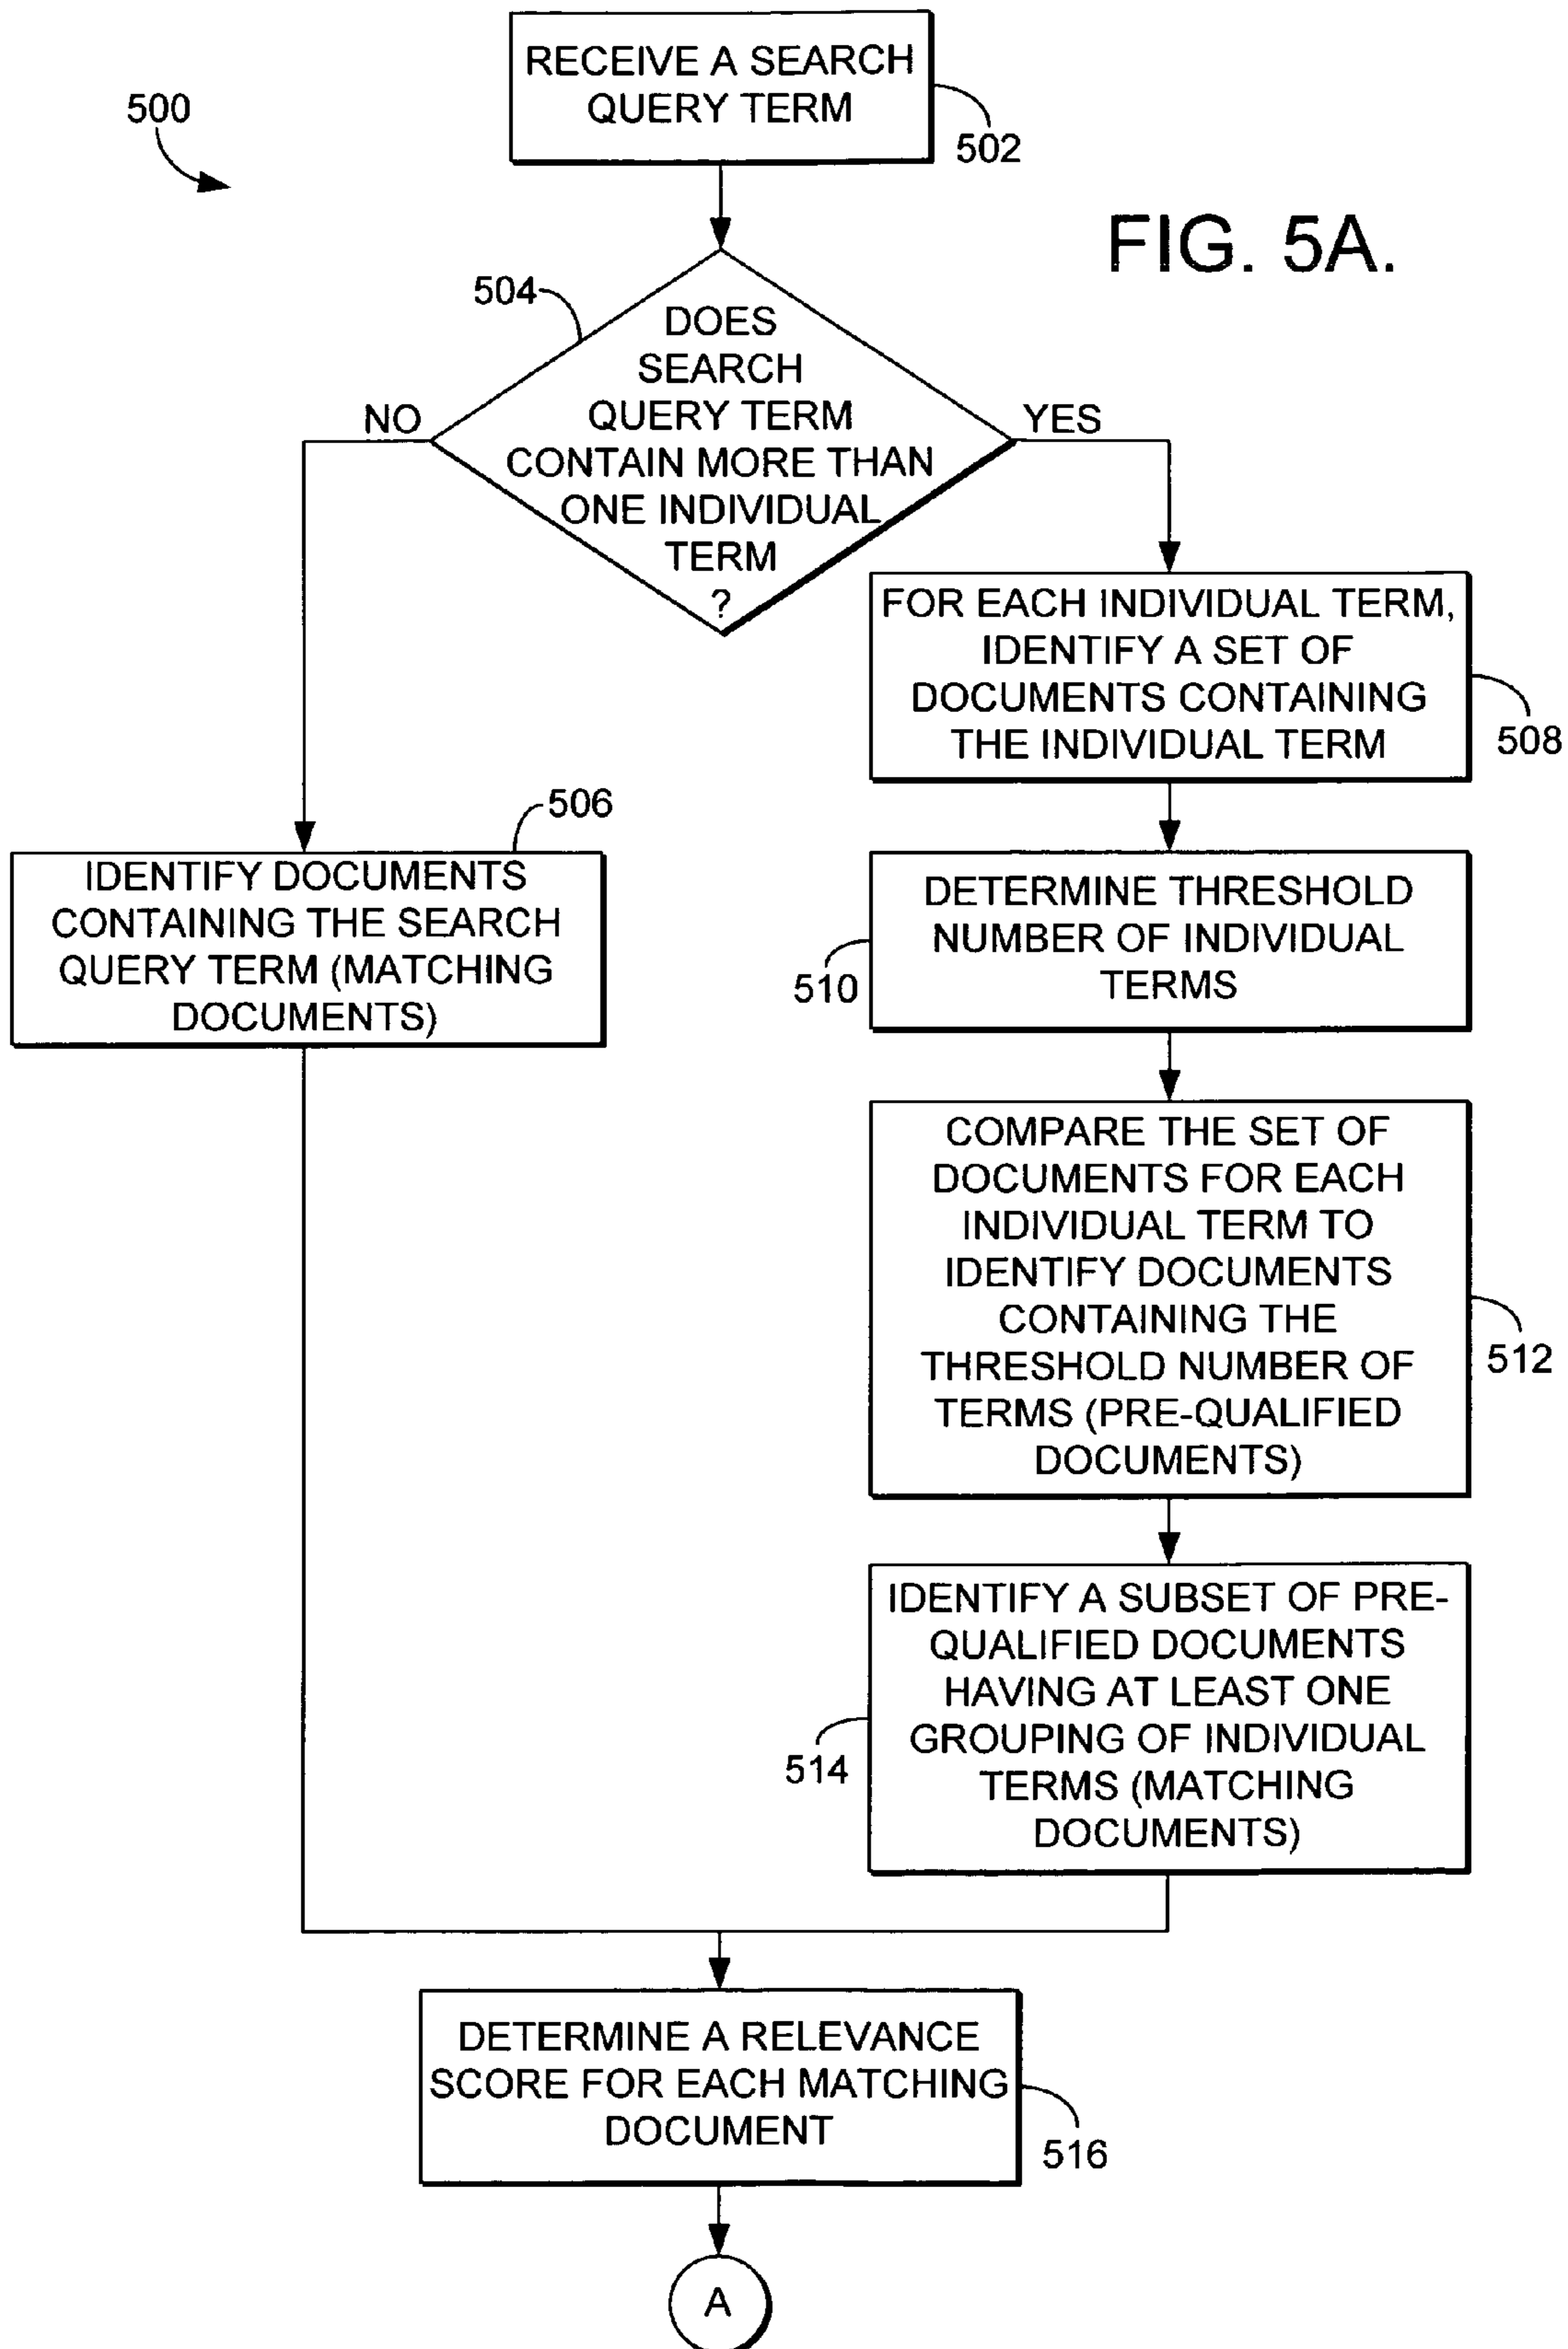 RECEIVE A SEARCH
QUERY TERM
502
500
FIG. 5A.
504
DOES
SEARCH
QUERY TERM
CONTAIN MORE THAN
ONE INDIVIDUAL
TERM
?
NO
YES
FOR EACH INDIVIDUAL TERM,
IDENTIFY A SET OF
DOCUMENTS CONTAINING
THE INDIVIDUAL TERM
508
506
IDENTIFY DOCUMENTS
CONTAINING THE SEARCH
QUERY TERM (MATCHING
DOCUMENTS)
DETERMINE THRESHOLD
NUMBER OF INDIVIDUAL
TERMS
510
COMPARE THE SET OF
DOCUMENTS FOR EACH
INDIVIDUAL TERM TO
IDENTIFY DOCUMENTS
CONTAINING THE
THRESHOLD NUMBER OF
TERMS (PRE-QUALIFIED
DOCUMENTS)
512
IDENTIFY A SUBSET OF PRE-
QUALIFIED DOCUMENTS
HAVING AT LEAST ONE
GROUPING OF INDIVIDUAL
TERMS (MATCHING
DOCUMENTS)
514
DETERMINE A RELEVANCE
SCORE FOR EACH MATCHING
DOCUMENT
516
A